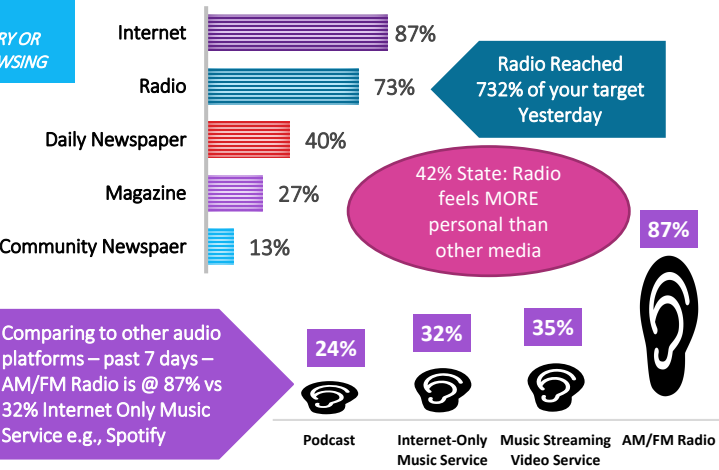 RY OR
WSING
Internet
87%
Radio
73%
Radio Reached
732% of your target
Yesterday
Daily Newspaper
40%
Magazine
27%
42% State: Radio
feels MORE
personal than
other media
Community Newspaer
13%
87%
Comparing to other audio
platforms – past 7 days –
AM/FM Radio is @ 87% vs
32% Internet Only Music
Service e.g., Spotify
24%
32%
35%
Podcast
Internet-Only
Music Service
Music Streaming
Video Service
AM/FM Radio